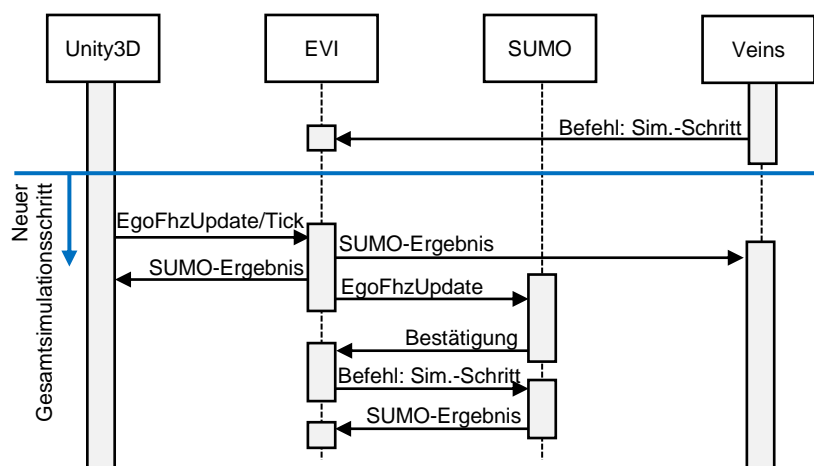 Unity3D
EVI
SUMO
Veins
Befehl: Sim.-Schritt
Neuer
Gesamtsimulationsschritt
EgoFhzUpdate/Tick
SUMO-Ergebnis
SUMO-Ergebnis
EgoFhzUpdate
Bestätigung
Befehl: Sim.-Schritt
SUMO-Ergebnis